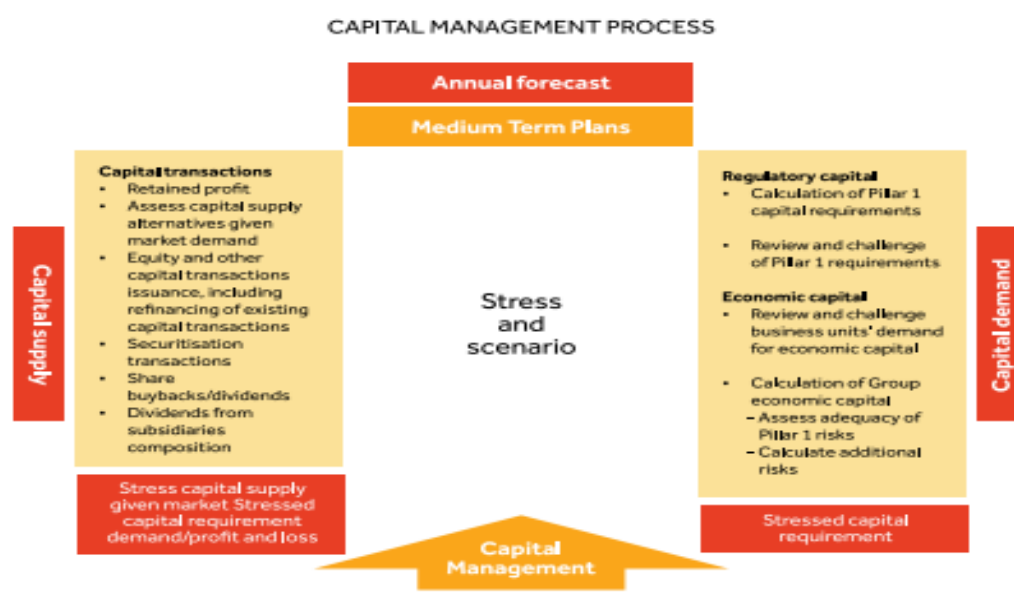 CAPITAL MANAGEMENT PROCESS
Annual forecast
Medium Term Plans
Capital supply
Capital transactions
• Retained profit
• Assess capital supply
alternatives given
market demand
• Equity and other
capital transactions
issuance, including
refinancing of existing
capital transactions
• Securitisation
transactions
• Share
buybacks/dividends
• Dividends from
subsidiaries
composition
Stress capital supply
given market Stressed
capital requirement
demand/profit and loss
Stress
and
scenario
Capital
Management
Regulatory capital
• Calculation of Pillar 1
capital requirements
• Review and challenge
of Pillar 1 requirements
Economic capital
• Review and challenge
business units' demand
for economic capital
• Calculation of Group
economic capital
– Assess adequacy of
Pillar 1 risks
– Calculate additional
risks
Stressed capital
requirement
Capital demand